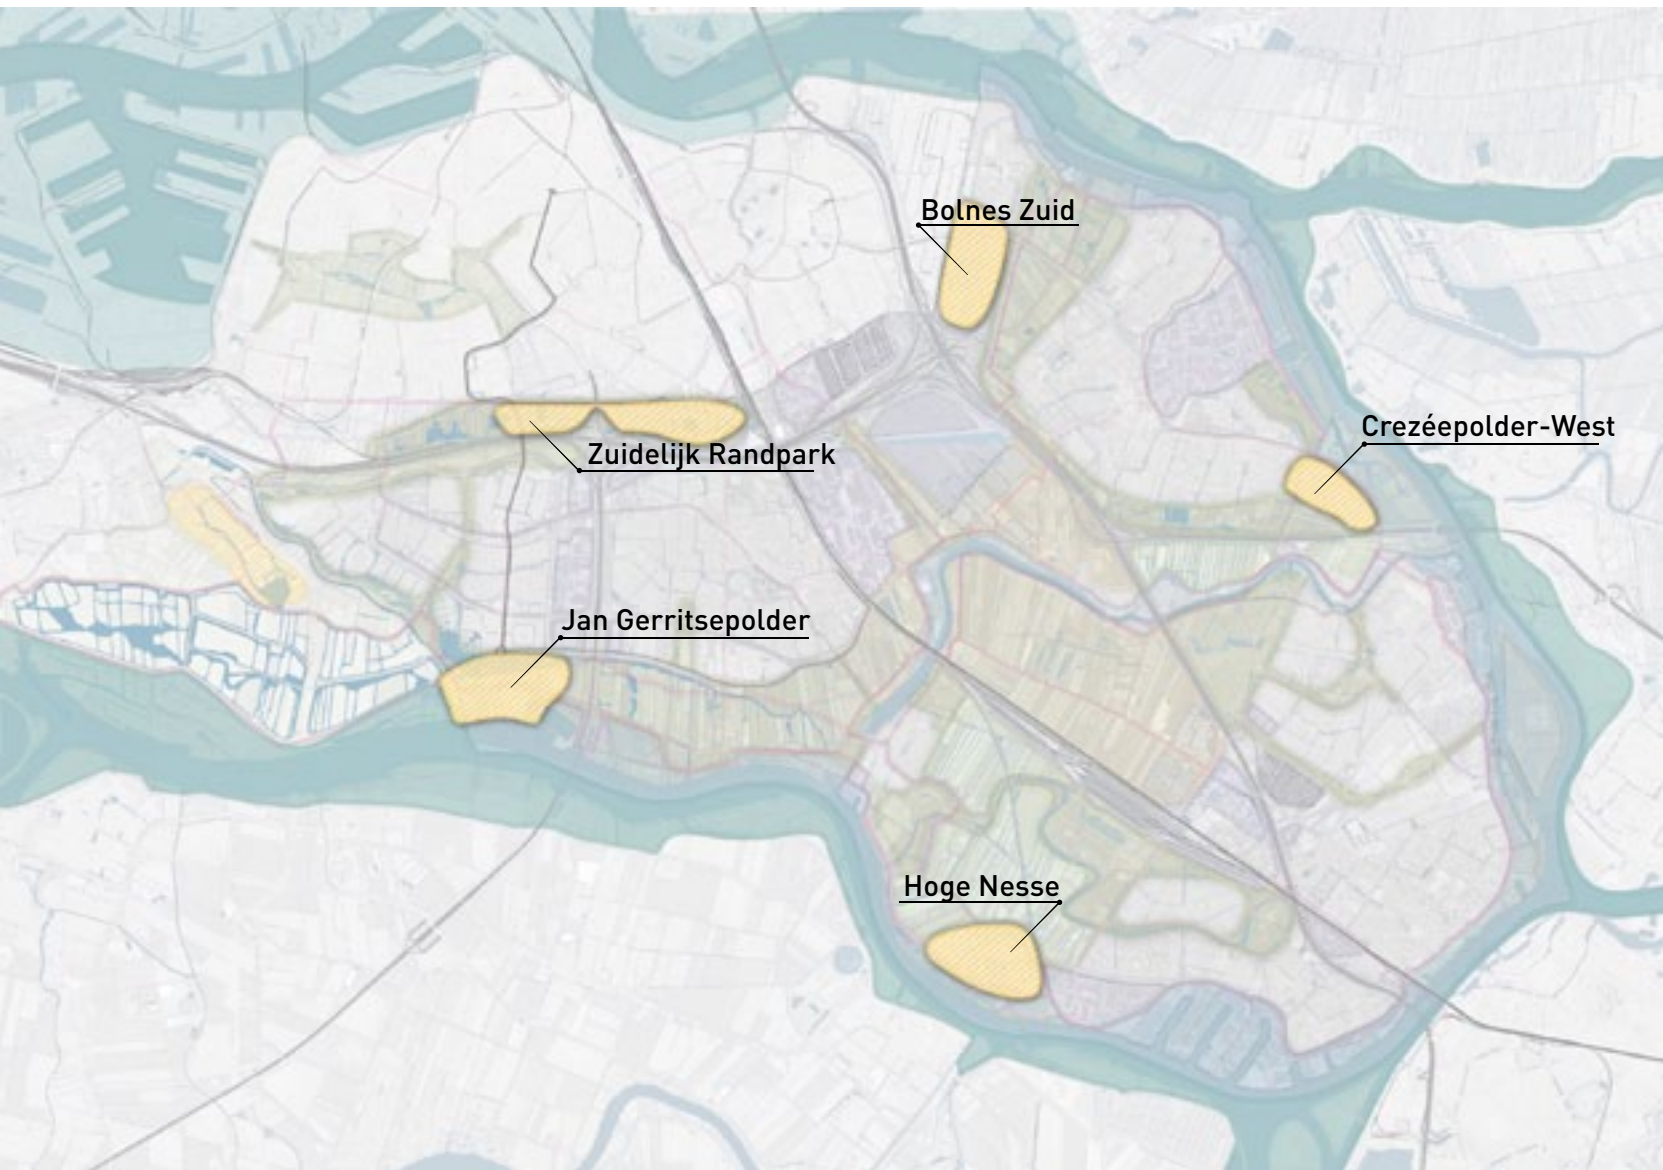 Bolnes Zuid
Crezéepolder-West
Zuidelijk Randpark
Jan Gerritsepolder
Hoge Nesse